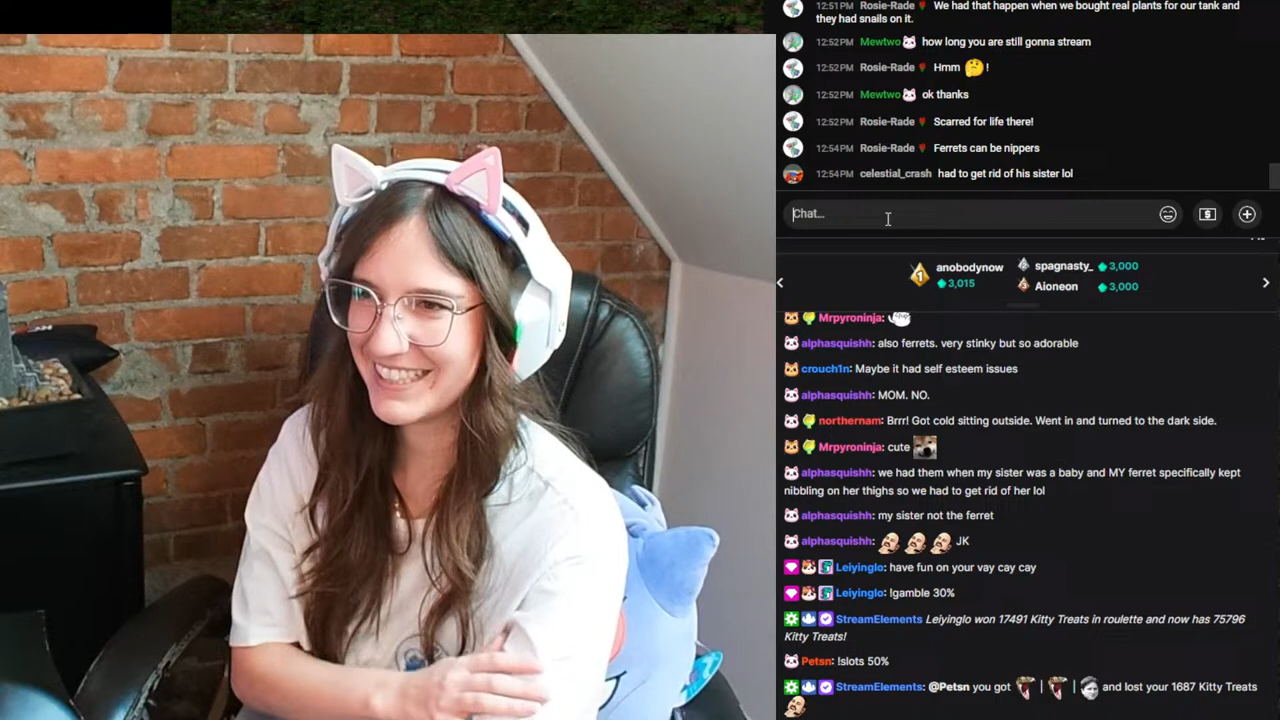 12:51PM Rosie-Rade We had that happen when we bought real plants for our tank and
they had snails on it.
12:52PM Mewtwo how long you are still gonna stream
12:52PM Rosie-Rade Hmm !
12:52PM Mewtwo ok thanks
12:52PM Rosie-Rade Scarred for life there!
12:54PM Rosie-Rade Ferrets can be nippers
12:54PM celestial_crash had to get rid of his sister lol
Chat...
1 anobodynow 3,015
spagnasty_ 3,000
Aioneon 3,000
Mrpyroninja:
alphasquishh: also ferrets. very stinky but so adorable
crouch1n: Maybe it had self esteem issues
alphasquishh: MOM. NO.
northernam: Brrr! Got cold sitting outside. Went in and turned to the dark side.
Mrpyroninja: cute
alphasquishh: we had them when my sister was a baby and MY ferret specifically kept
nibbling on her thighs so we had to get rid of her lol
alphasquishh: my sister not the ferret
alphasquishh: JK
Leiyinglo: have fun on your vay cay cay
Leiyinglo: !gamble 30%
StreamElements Leiyinglo won 17491 Kitty Treats in roulette and now has 75796
Kitty Treats!
Petsn: !slots 50%
StreamElements: @Petsn you got | | and lost your 1687 Kitty Treats